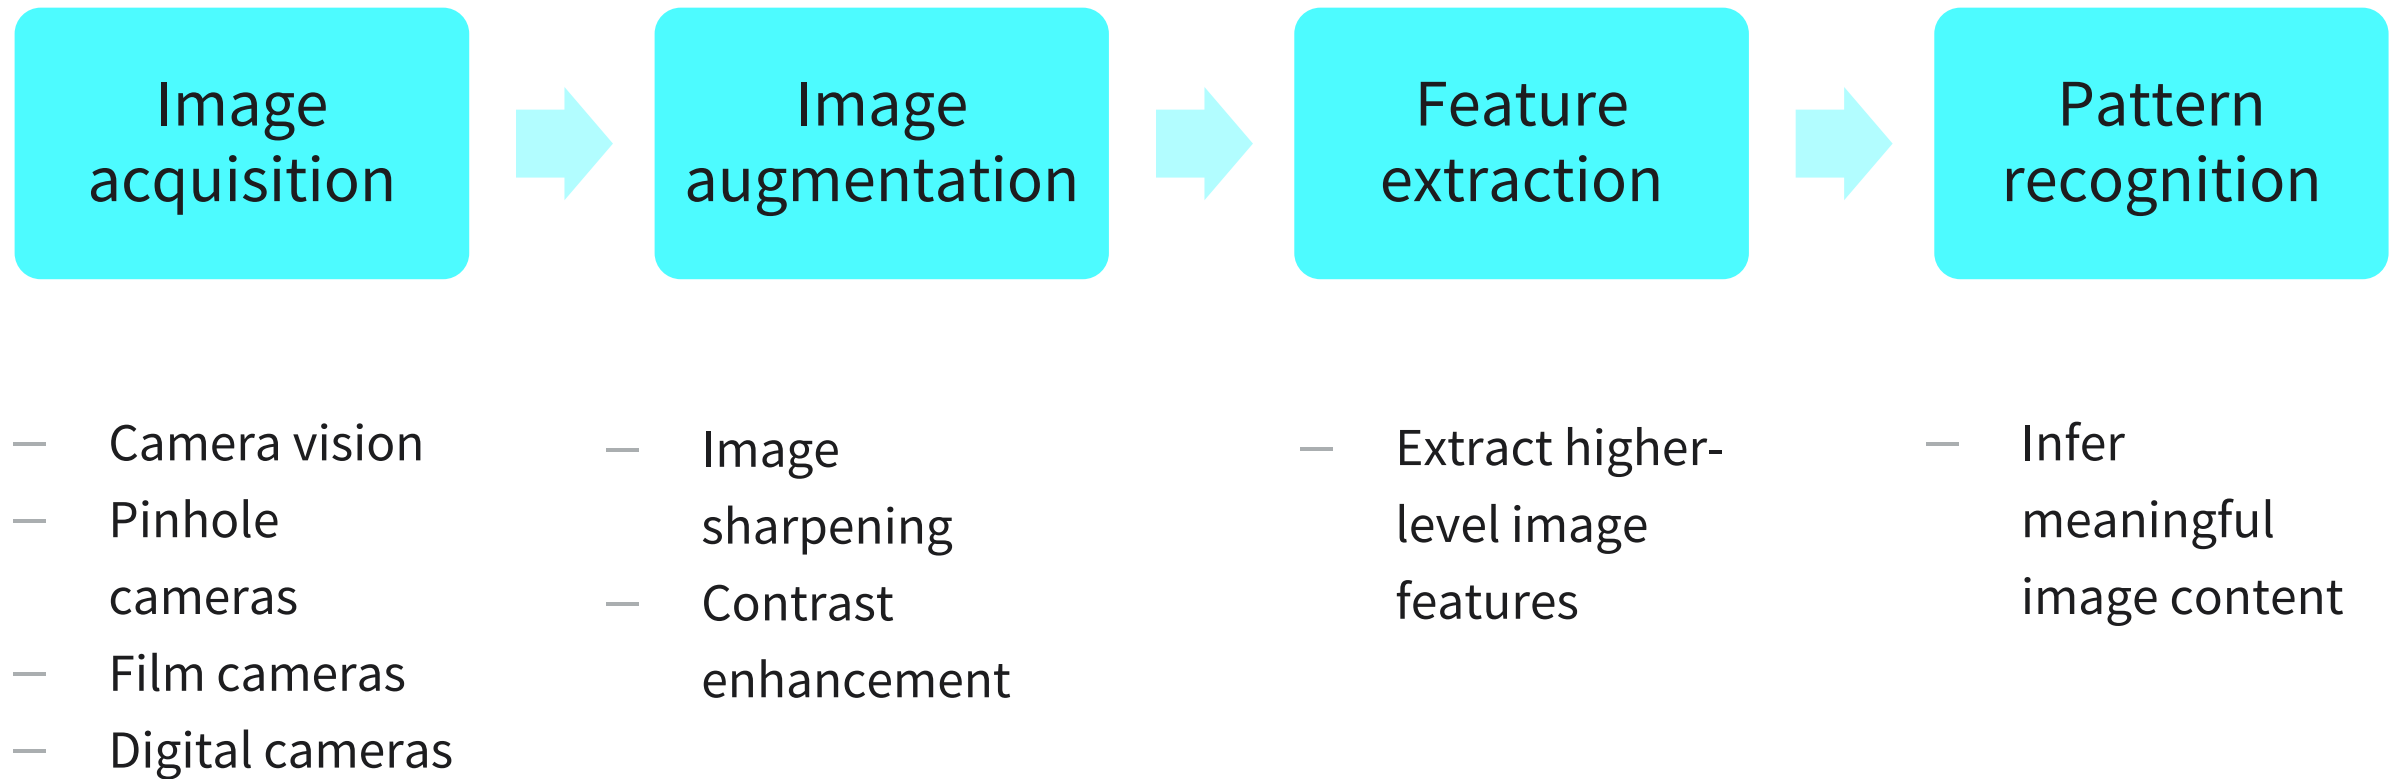 Image
acquisition
Image
augmentation
Feature
extraction
Pattern
recognition
— Camera vision
— Pinhole
cameras
— Film cameras
— Digital cameras
— Image
sharpening
— Contrast
enhancement
— Extract higher-
level image
features
— Infer
meaningful
image content